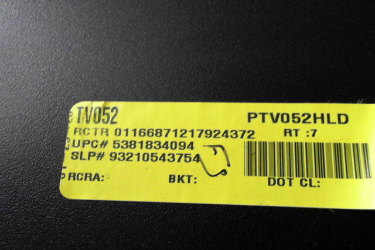 TV052 PTV052HLD
RCTR 01166871217924372 RT :7
UPC# 5381834094
SLP# 93210543754
RCRA: BKT: DOT CL: